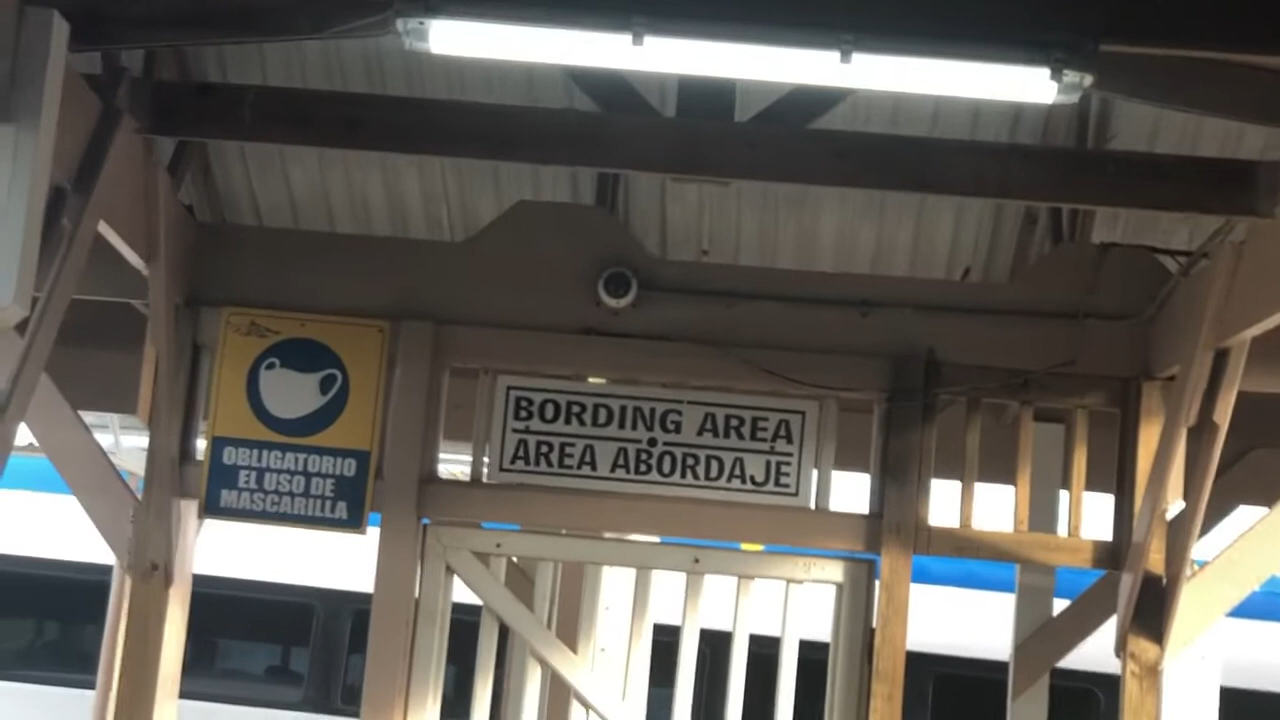 OBLIGATORIO
EL USO DE
MASCARILLA
BORDING AREA
AREA ABORDAJE